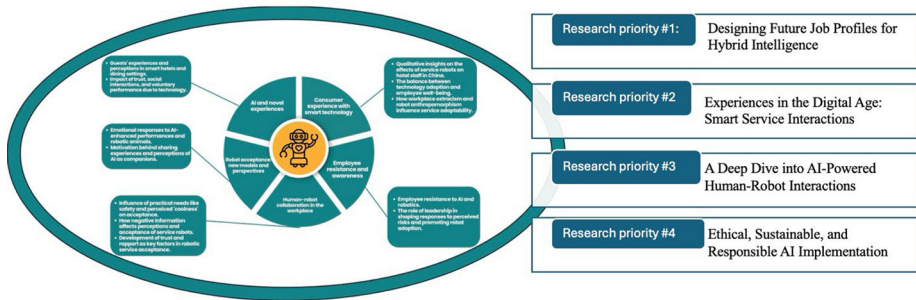 Guests' experiences and
perceptions in smart hotels and
dining settings.
Impact of trust, social
interactions, and voluntary
performance due to technology
Emotional responses to AI-
enhanced performances and
robotic animals.
Motivation behind sharing
experiences and perceptions of
AI as companions.
Influence of practical needs like
safety and perceived 'coolness'
on acceptance.
How negative information
affects perceptions and
acceptance of service robots.
Development of trust and
rapport as key factors in robotic
service acceptance.
AI and novel
experiences
Consumer
experience with
smart technology
Robot acceptance
new models and
perspectives
Employee
resistance and
awareness
Human-robot
collaboration in the
workplace
Qualitative insights on the
effects of service robots on
hotel staff in China.
The balance between
technology adoption and
employee well-being.
How workplace ostracism and
robot anthropomorphism
influence service adaptability.
Employee resistance to AI and
robotics.
The role of leadership in
shaping responses to perceived
risks and promoting robot
adoption.
Research priority #1:
Designing Future Job Profiles for
Hybrid Intelligence
Research priority #2
Experiences in the Digital Age:
Smart Service Interactions
Research priority #3
A Deep Dive into AI-Powered
Human-Robot Interactions
Research priority #4
Ethical, Sustainable, and
Responsible AI Implementation